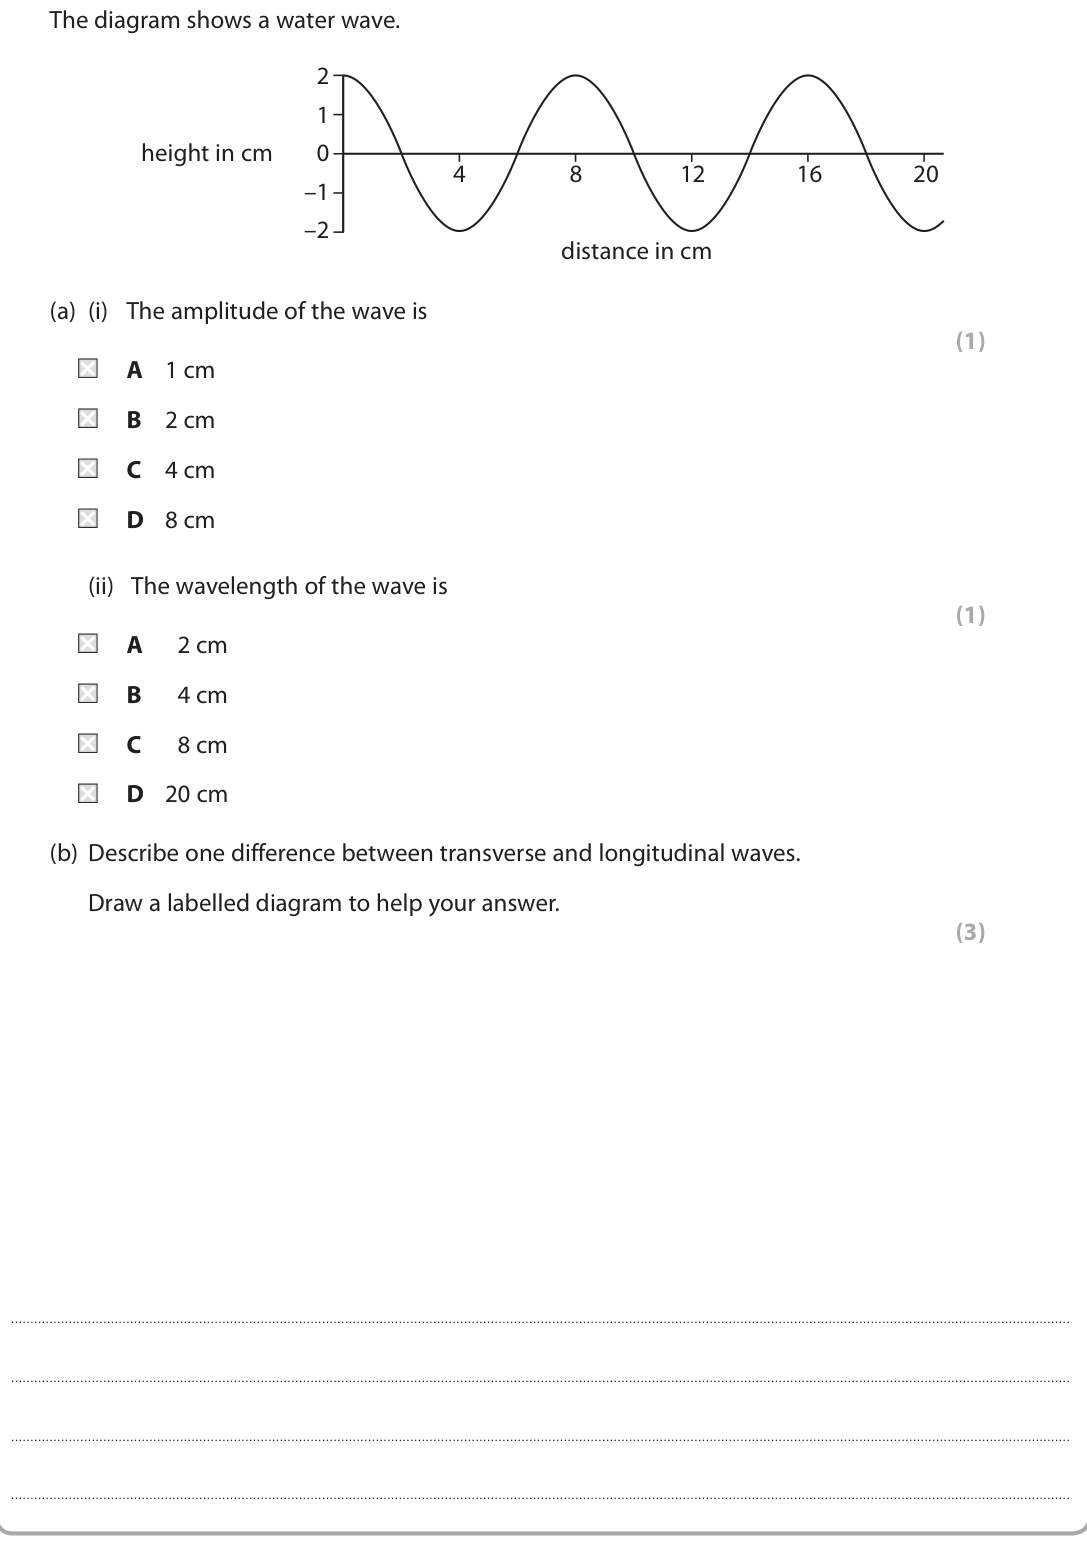 The diagram shows a water wave.
2
1
height in cm 0
4 8 12 16 20
–1
–2
distance in cm
(a) (i) The amplitude of the wave is
(1)
A 1 cm
B 2 cm
C 4 cm
D 8 cm
(ii) The wavelength of the wave is
(1)
A 2 cm
B 4 cm
C 8 cm
D 20 cm
(b) Describe one difference between transverse and longitudinal waves.
Draw a labelled diagram to help your answer.
(3)